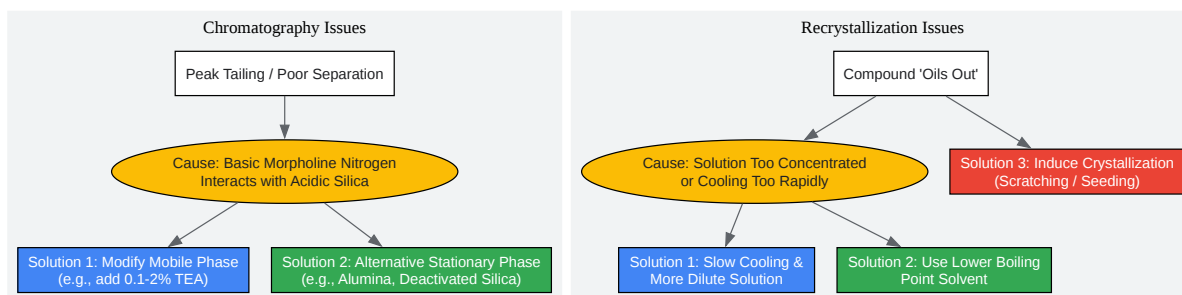 Chromatography Issues
Peak Tailing / Poor Separation
Cause: Basic Morpholine Nitrogen
Interacts with Acidic Silica
Solution 1: Modify Mobile Phase
(e.g., add 0.1-2% TEA)
Solution 2: Alternative Stationary Phase
(e.g., Alumina, Deactivated Silica)
Recrystallization Issues
Compound 'Oils Out'
Cause: Solution Too Concentrated
or Cooling Too Rapidly
Solution 3: Induce Crystallization
(Scratching / Seeding)
Solution 1: Slow Cooling &
More Dilute Solution
Solution 2: Use Lower Boiling
Point Solvent